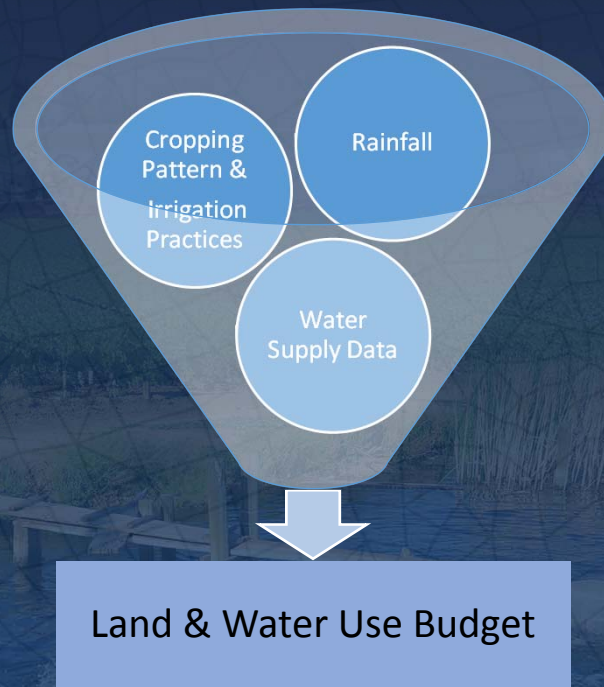 Cropping
Pattern &
Irrigation
Practices
Rainfall
Water
Supply Data
Land & Water Use Budget